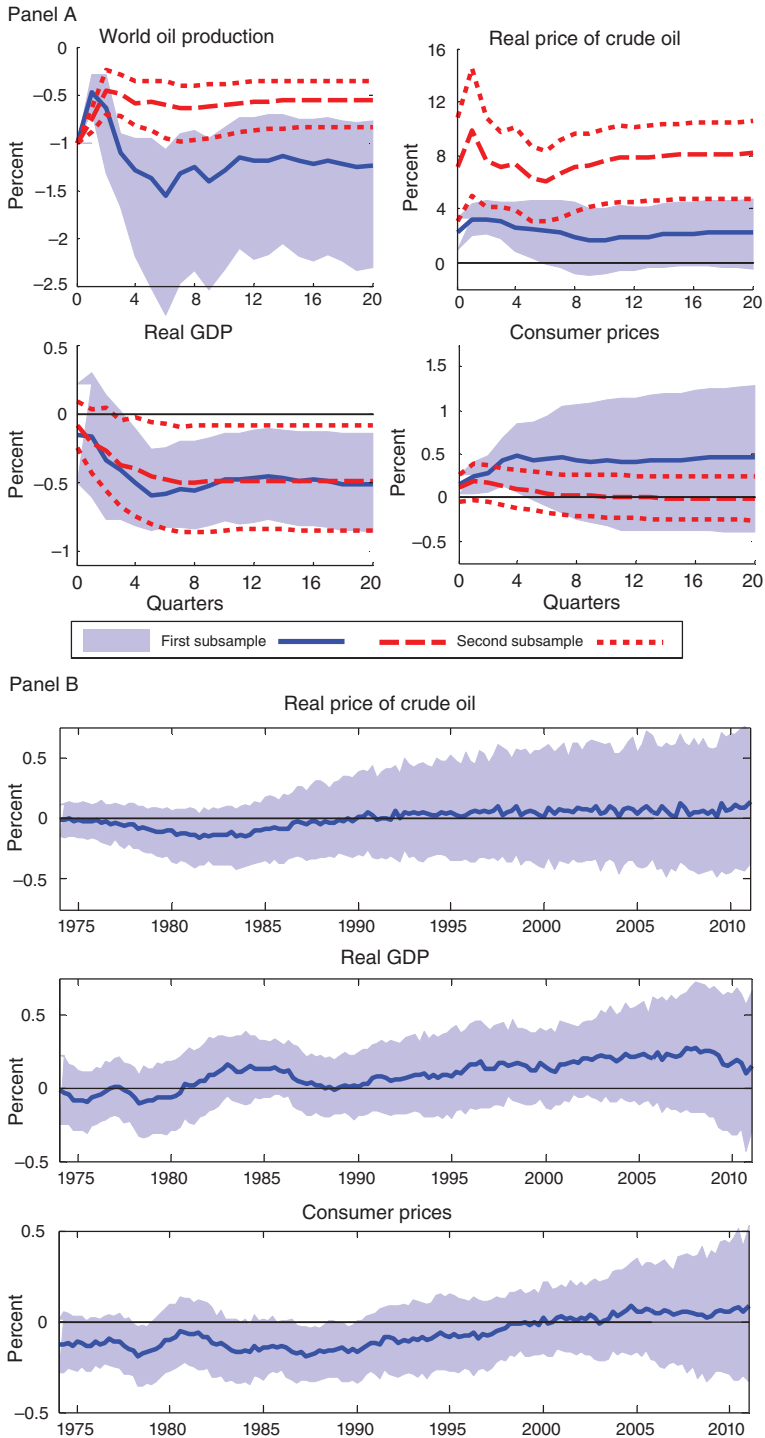 Panel A
World oil production
Real price of crude oil
Percent
0
−0.5
−1
−1.5
−2
−2.5
0 4 8 12 16 20
Percent
16
12
8
4
0
0 4 8 12 16 20
Real GDP
Consumer prices
Percent
0.5
0
−0.5
−1
0 4 8 12 16 20
Quarters
Percent
1.5
1
0.5
0
−0.5
0 4 8 12 16 20
Quarters
First subsample
Second subsample
Panel B
Real price of crude oil
Percent
0.5
0
−0.5
1975 1980 1985 1990 1995 2000 2005 2010
Real GDP
Percent
0.5
0
−0.5
1975 1980 1985 1990 1995 2000 2005 2010
Consumer prices
Percent
0.5
0
−0.5
1975 1980 1985 1990 1995 2000 2005 2010